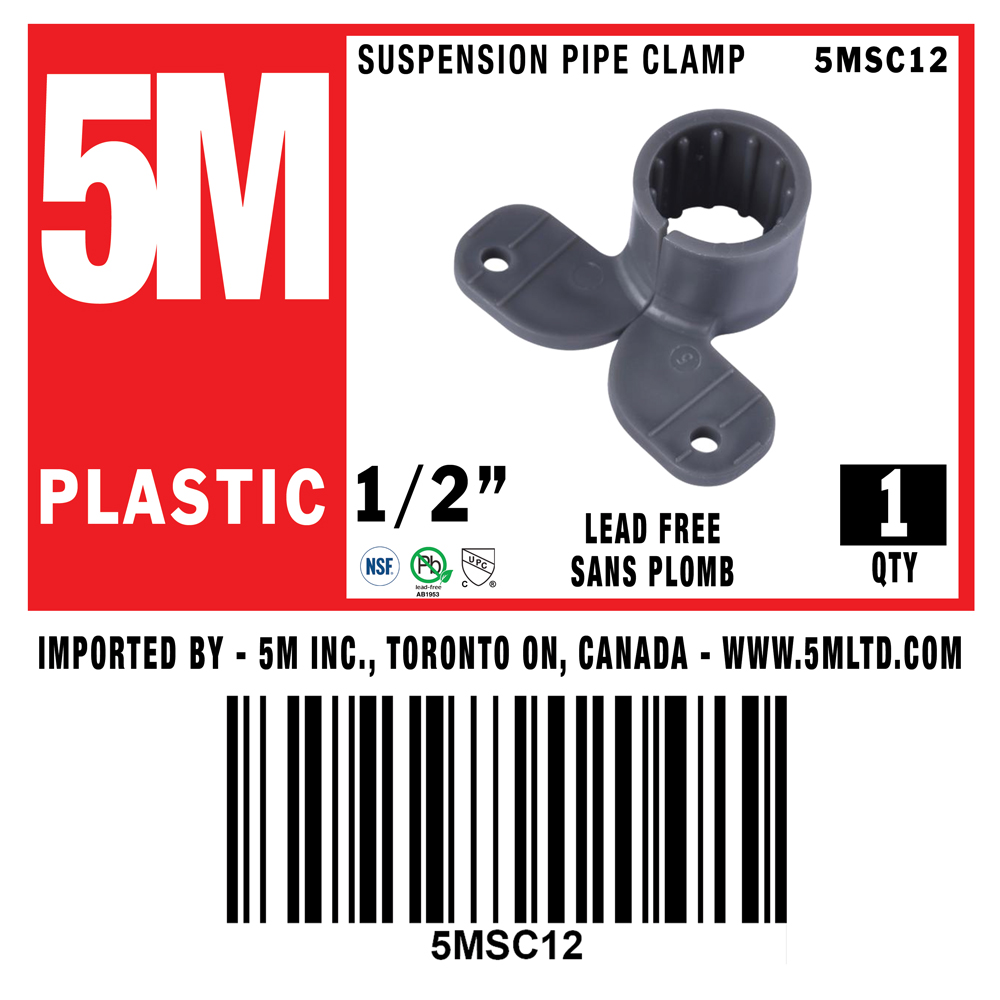 5M
PLASTIC
SUSPENSION PIPE CLAMP 5MSC12
1/2”
LEAD FREE
SANS PLOMB
1
QTY
NSF.
Pb
lead-free
AB1953
UPC
C ®
IMPORTED BY - 5M INC., TORONTO ON, CANADA - WWW.5MLTD.COM
5MSC12